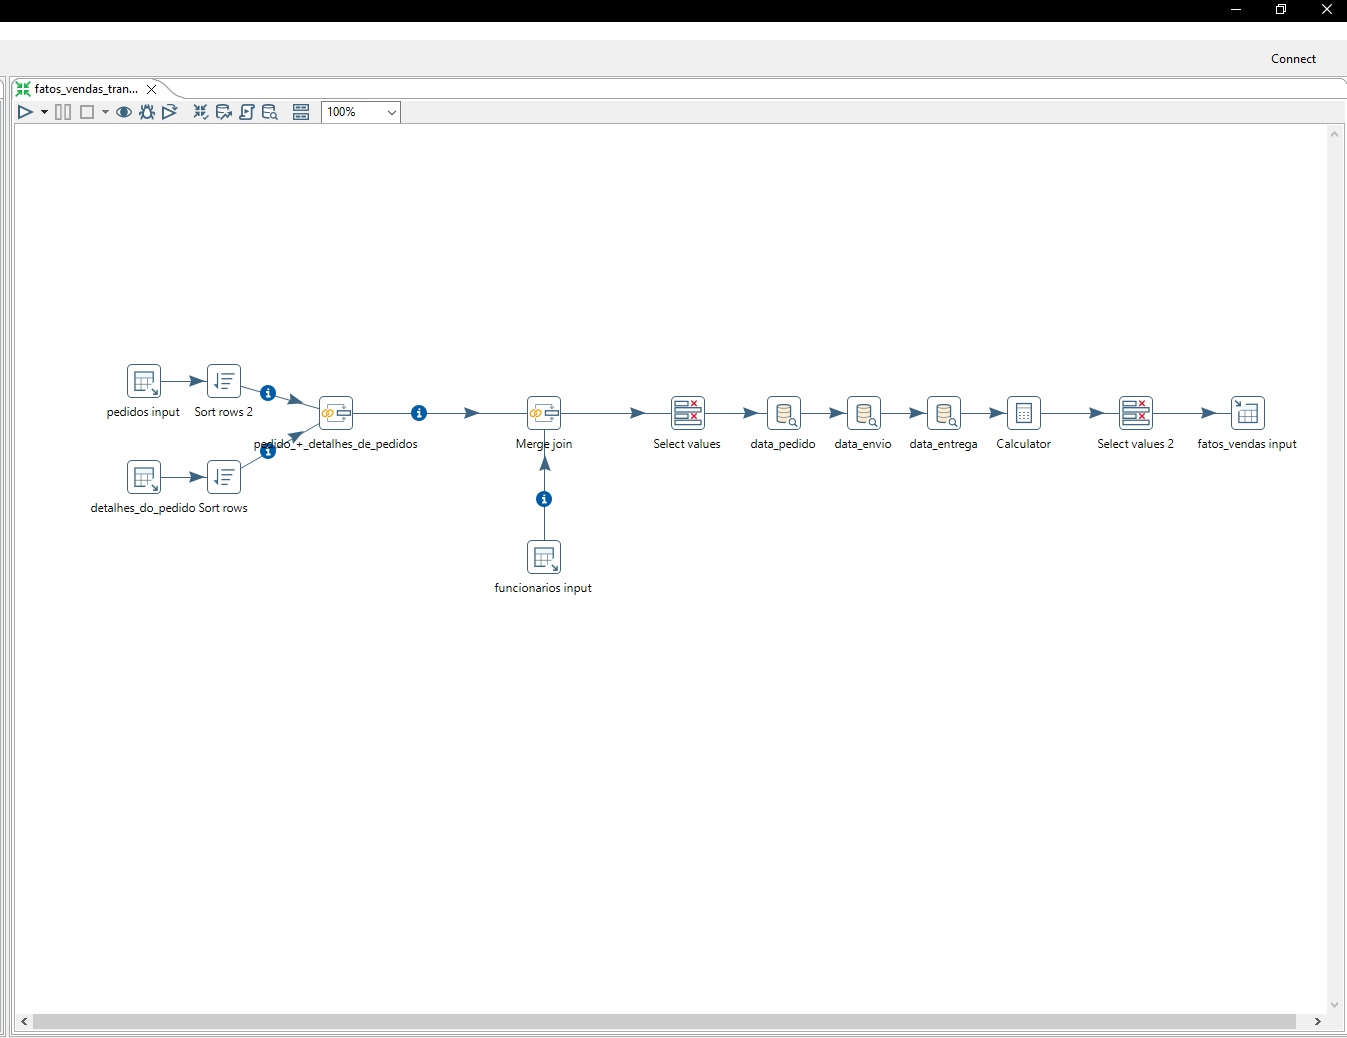 Connect
fatos_vendas_tran...
100%
pedidos input
Sort rows 2
pedido_+_detalhes_de_pedidos
Merge join
Select values
data_pedido
data_envio
data_entrega
Calculator
Select values 2
fatos_vendas input
detalhes_do_pedido
Sort rows
funcionarios input